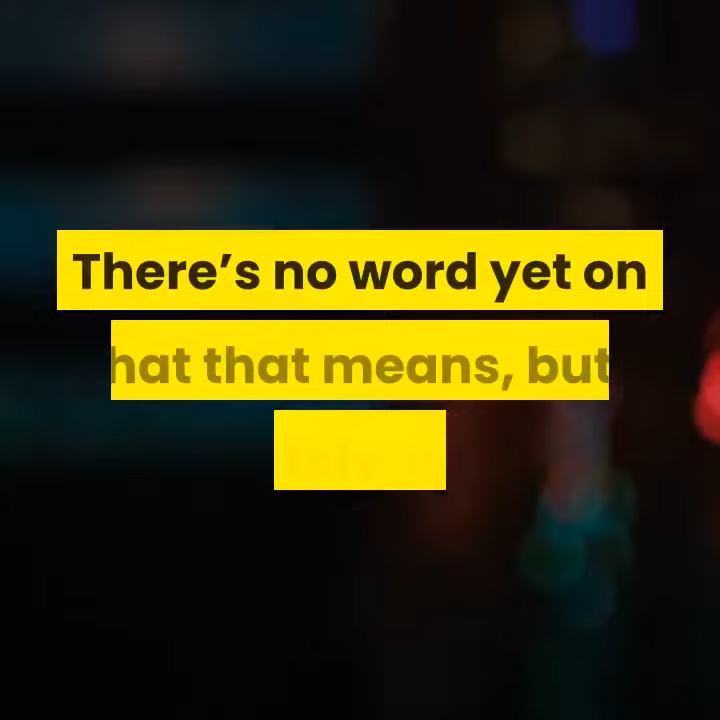 There’s no word yet on
hat that means, but